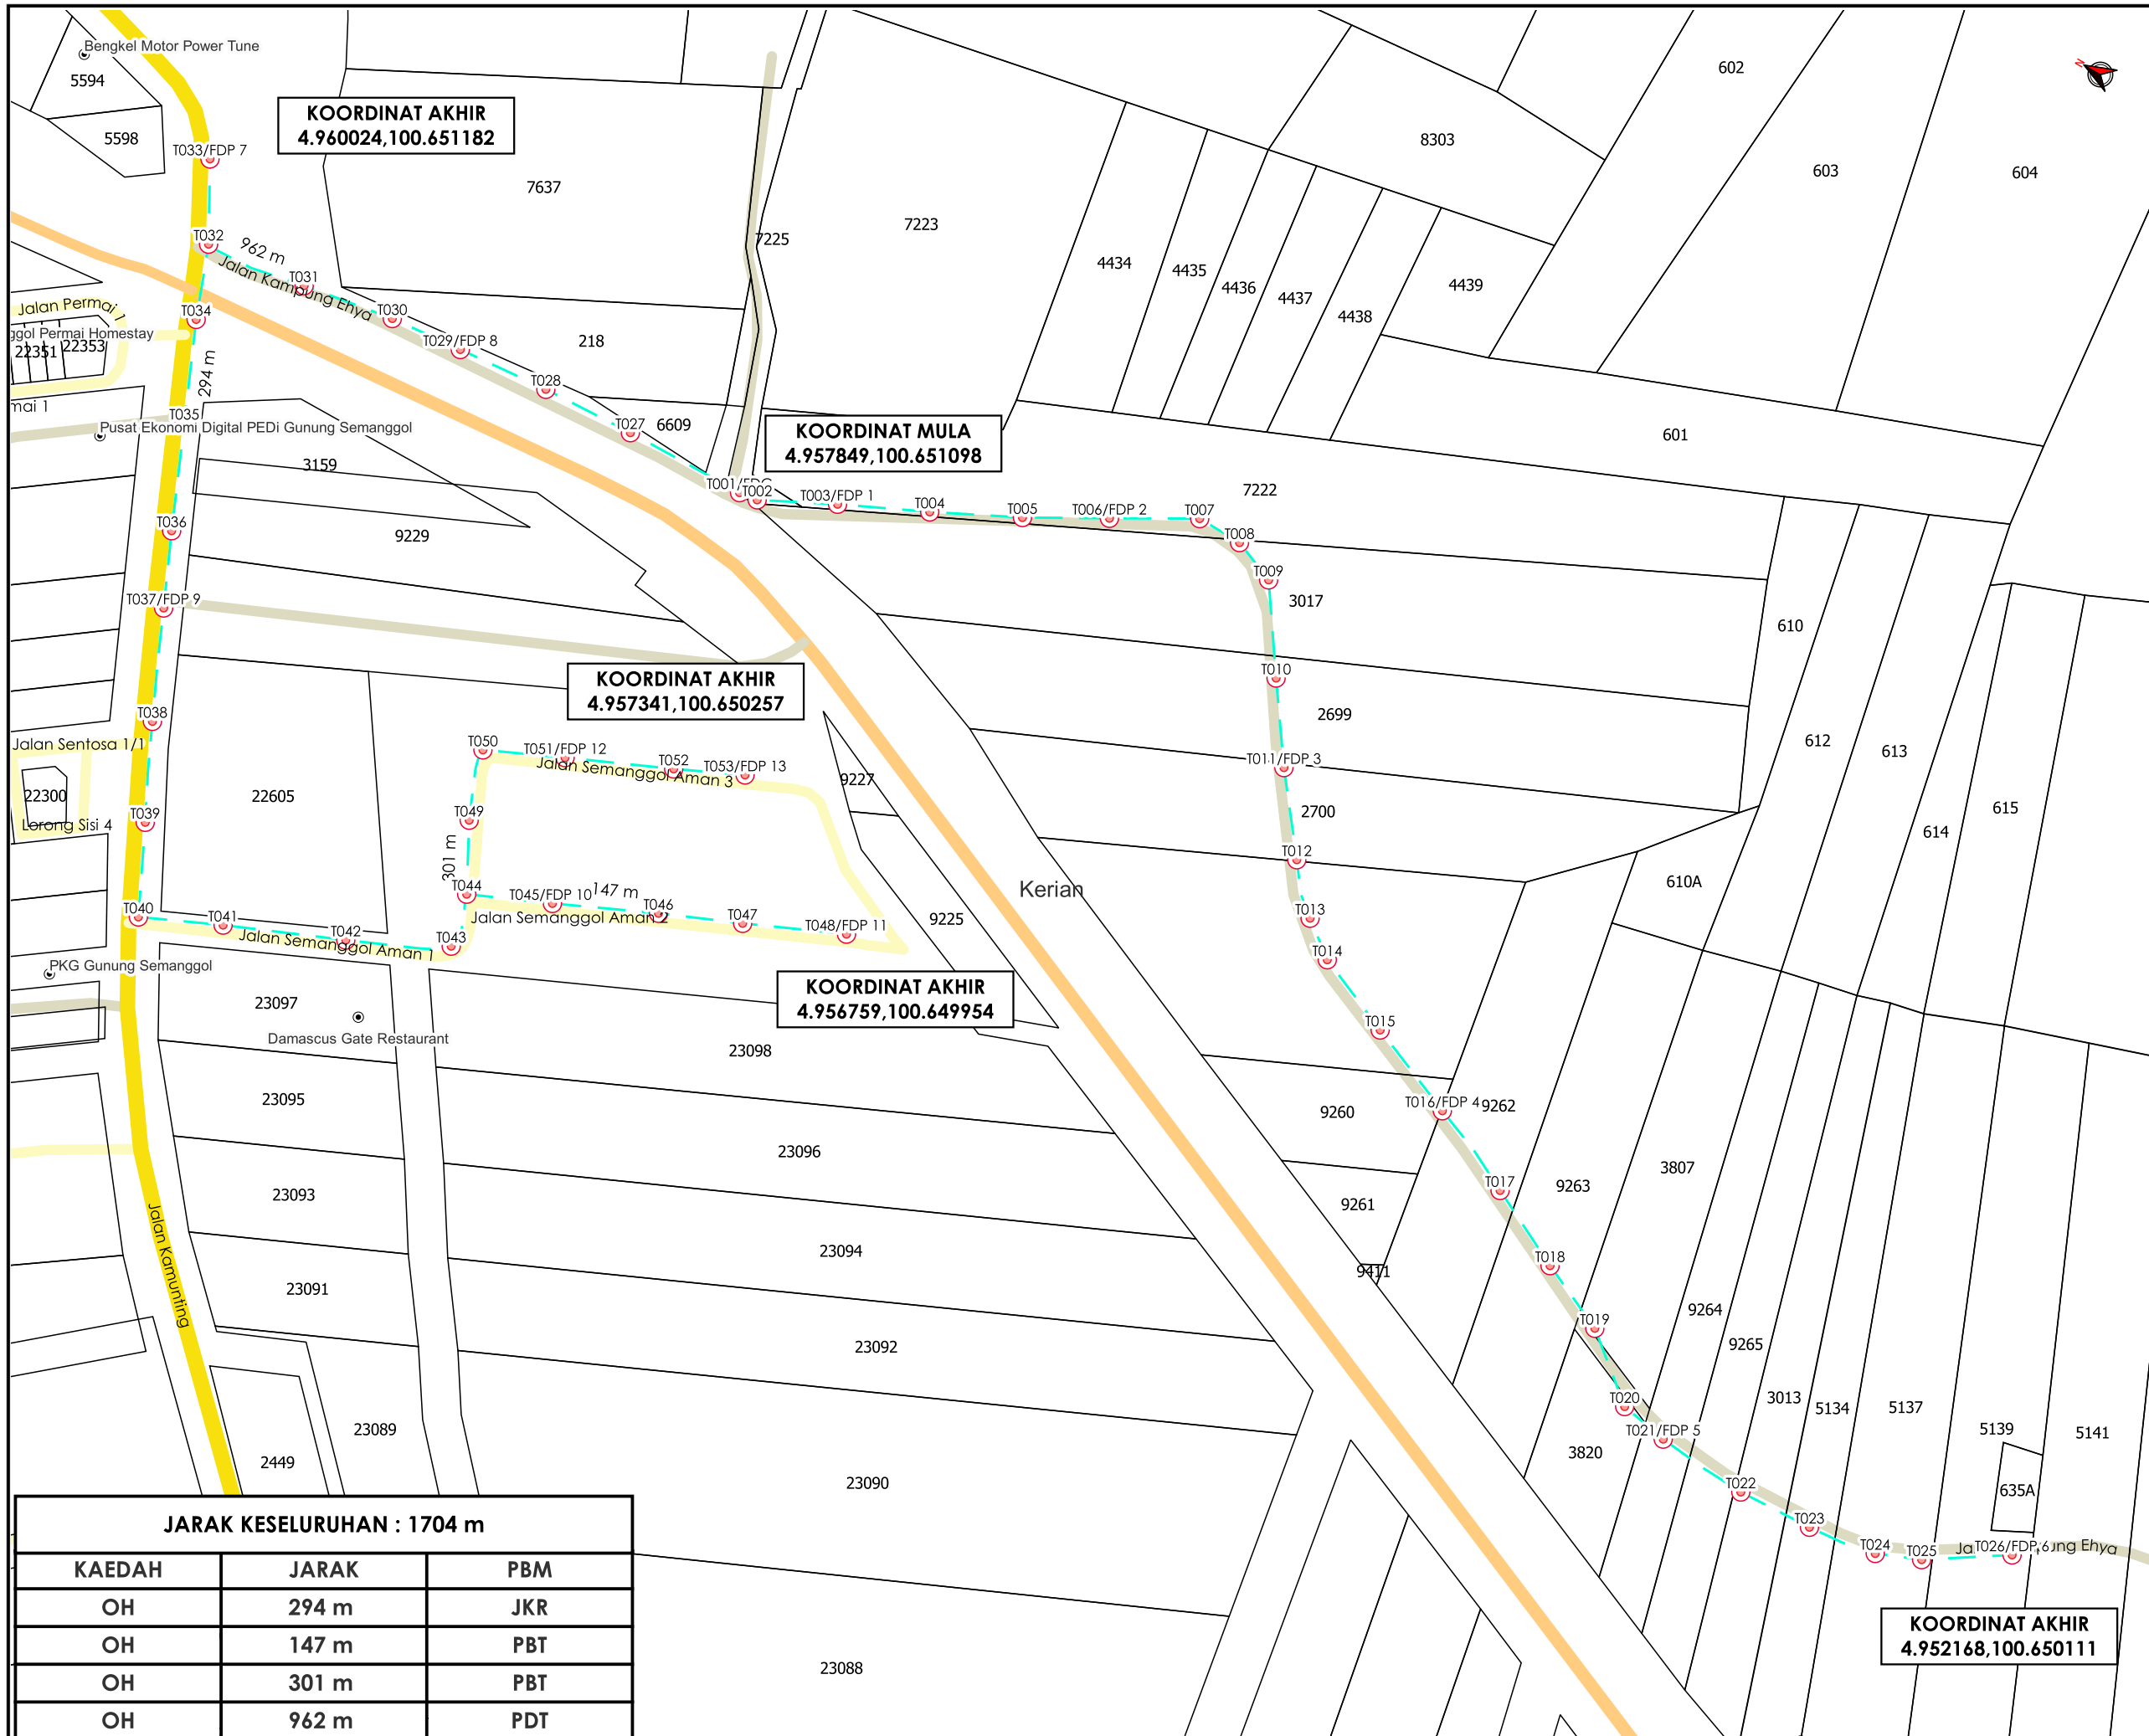 Bengkel Motor Power Tune
5594
5598
T033/FDP 7
KOORDINAT AKHIR
4.960024,100.651182
7637
7225
7223
4434
4435
4436
4437
4438
4439
8303
602
603
604
601
N
T032
962 m
Jalan Kampung Ehya
T031
T030
T029/FDP 8
218
T028
T027
6609
T034
294 m
Jalan Permai 1
ggol Permai Homestay
22351
22353
mai 1
T035
Pusat Ekonomi Digital PEDi Gunung Semanggol
3159
KOORDINAT MULA
4.957849,100.651098
T002
T003/FDP 1
T004
T005
T006/FDP 2
T007
7222
T008
T009
3017
T036
9229
T037/FDP 9
610
T010
KOORDINAT AKHIR
4.957341,100.650257
2699
T038
Jalan Sentosa 1/1
612
613
T050
T051/FDP 12
T052
T053/FDP 13
Jalan Semanggol Aman 3
9227
T011/FDP 3
22300
Lorong Sisi 4
T039
22605
T049
301 m
2700
615
614
T012
T044
T045/FDP 10
147 m
T046
T047
T048/FDP 11
Jalan Semanggol Aman 2
Kerian
610A
9225
T013
T040
T041
T042
T043
Jalan Semanggol Aman 1
T014
PKG Gunung Semanggol
KOORDINAT AKHIR
4.956759,100.649954
23097
Damascus Gate Restaurant
T015
23098
23095
9260
T016/FDP 4
9262
23096
3807
T017
9263
23093
9261
Jalan Kamunting
23094
T018
9411
23091
9264
T019
9265
23092
3013
5134
5137
T020
T021/FDP 5
23089
2449
3820
5139
5141
23090
T022
635A
T023
T024
T025
T026/FDP 6
ung Ehya
KOORDINAT AKHIR
4.952168,100.650111
23088
JARAK KESELURUHAN : 1704 m
KAEDAH JARAK PBM
OH 294 m JKR
OH 147 m PBT
OH 301 m PBT
OH 962 m PDT